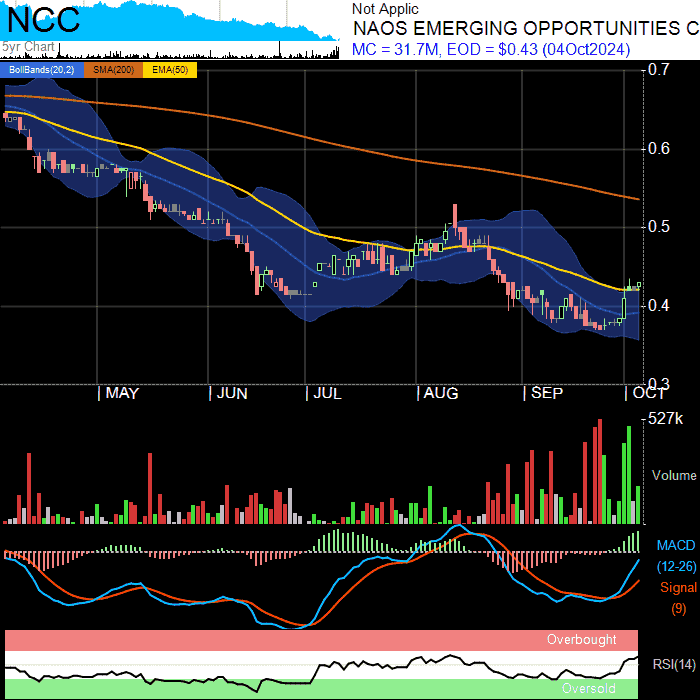 NCC
5yr Chart
Not Applic
NAOS EMERGING OPPORTUNITIES C
MC = 31.7M, EOD = $0.43 (04Oct2024)
BollBands(20,2) SMA(200) EMA(50)
0.7
0.6
0.5
0.4
0.3
MAY JUN JUL AUG SEP OCT
527k
Volume
MACD
(12-26)
Signal
(9)
Overbought
RSI(14)
Oversold